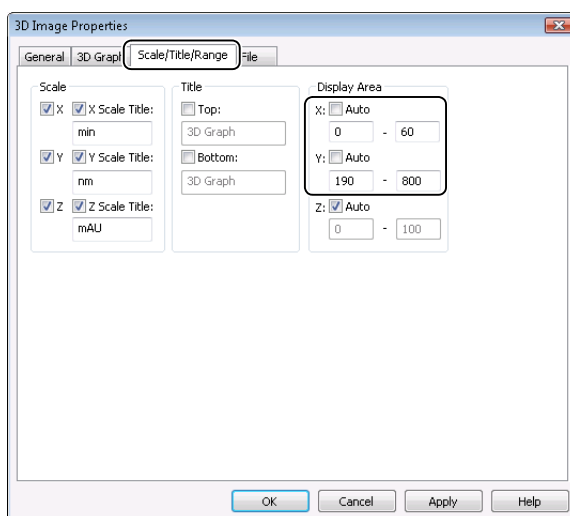 3D Image Properties
General 3D Graph Scale/Title/Range File
Scale
X X Scale Title:
min
Y Y Scale Title:
nm
Z Z Scale Title:
mAU
Title
Top:
3D Graph
Bottom:
3D Graph
Display Area
X: Auto
0 - 60
Y: Auto
190 - 800
Z: Auto
0 - 100
OK Cancel Apply Help